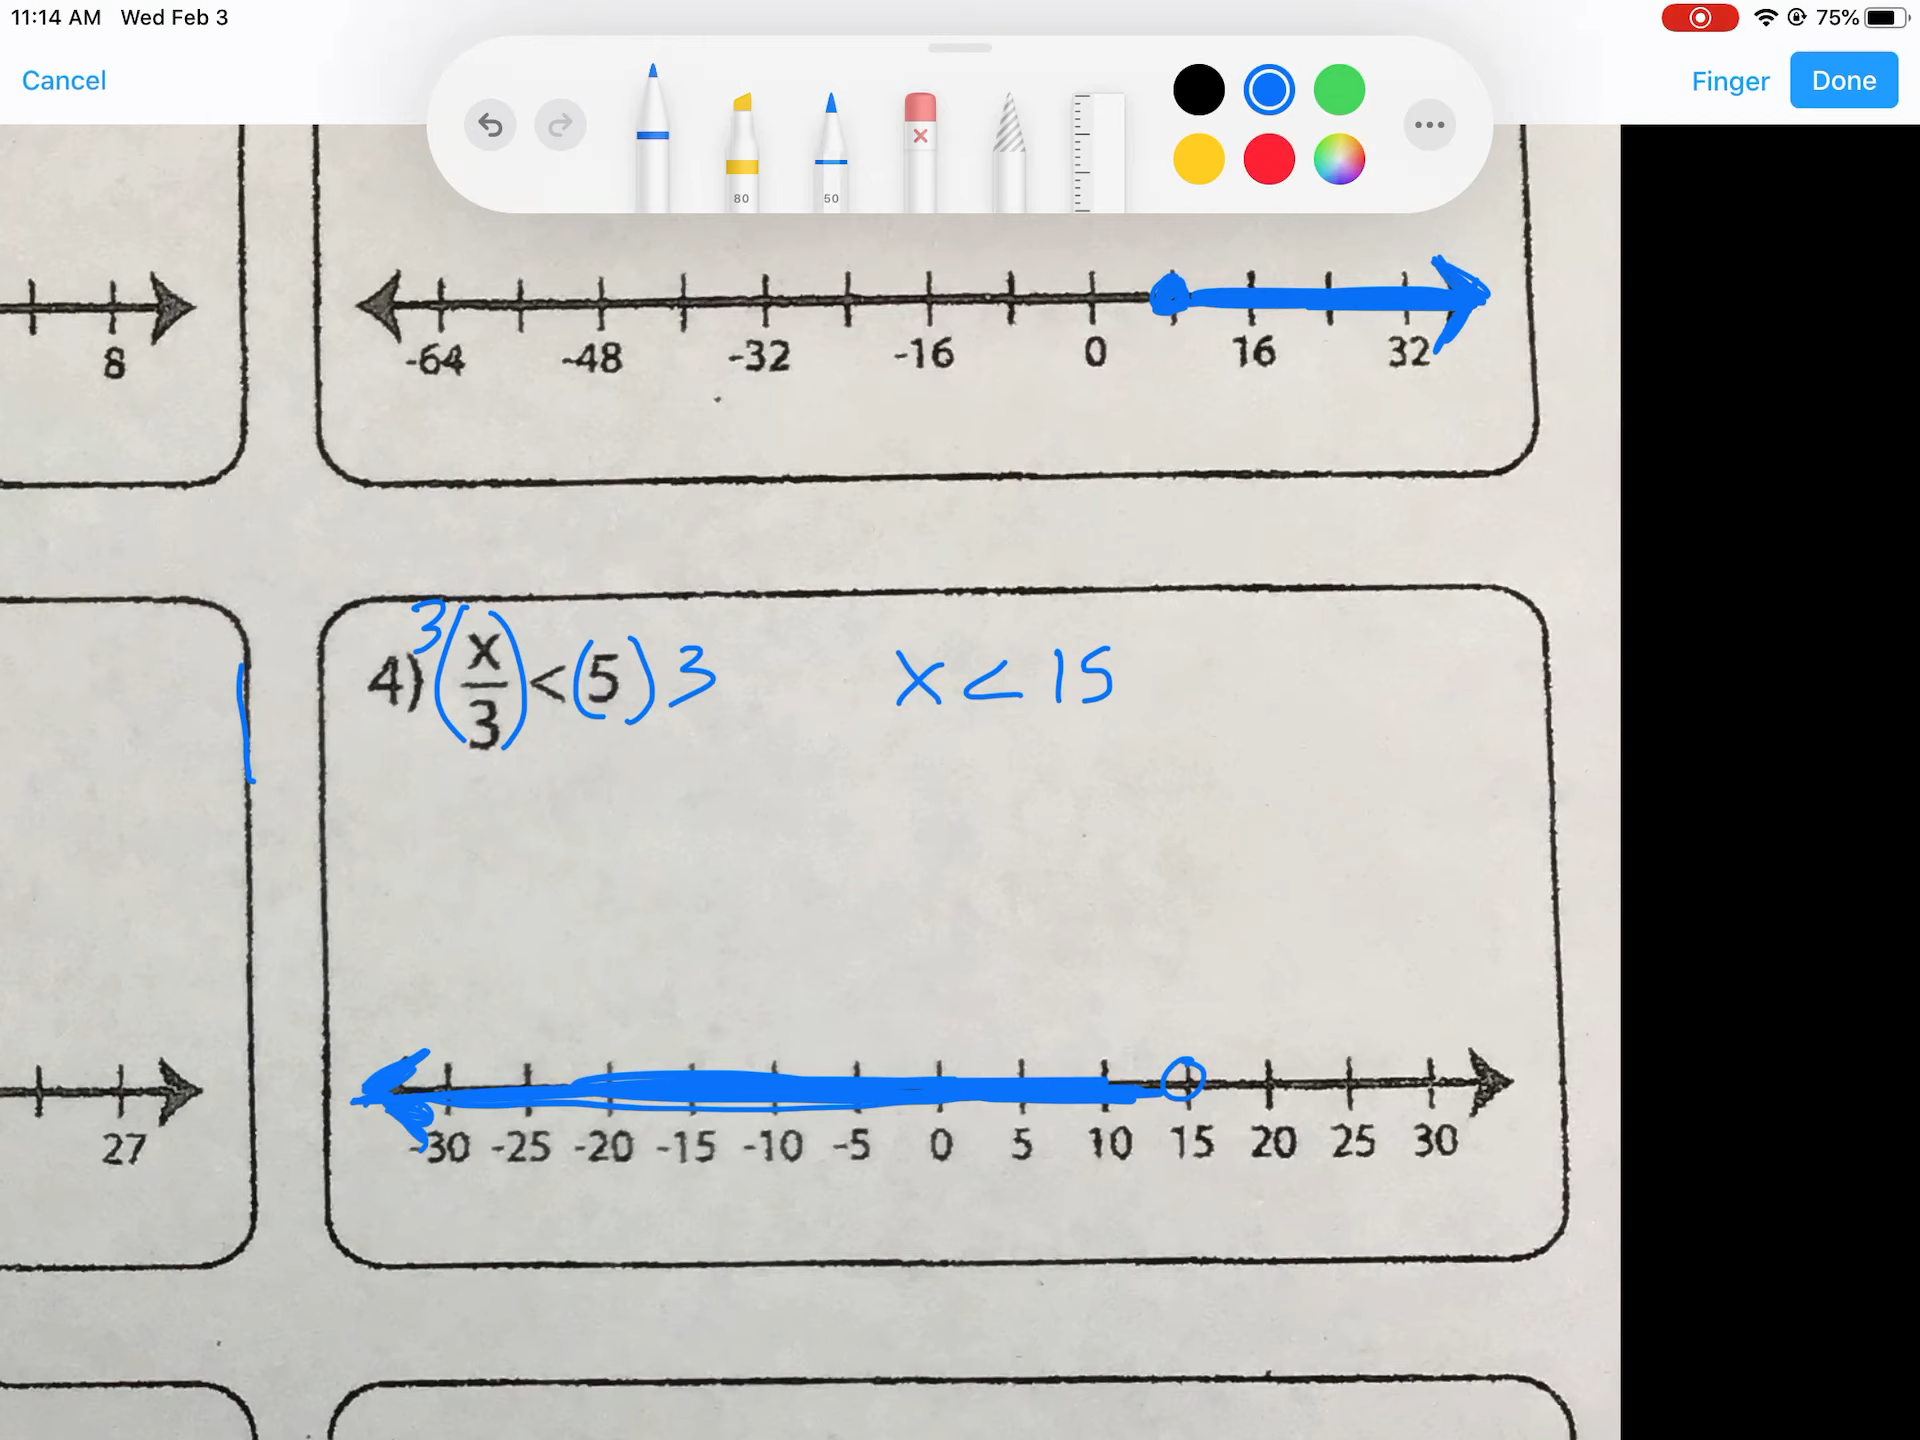 11:14 AM Wed Feb 3
75%
Cancel
80
50
Finger
Done
8
-64 -48 -32 -16 0 16 32
4) 3(x/3) < (5)3
x < 15
27
-30 -25 -20 -15 -10 -5 0 5 10 15 20 25 30